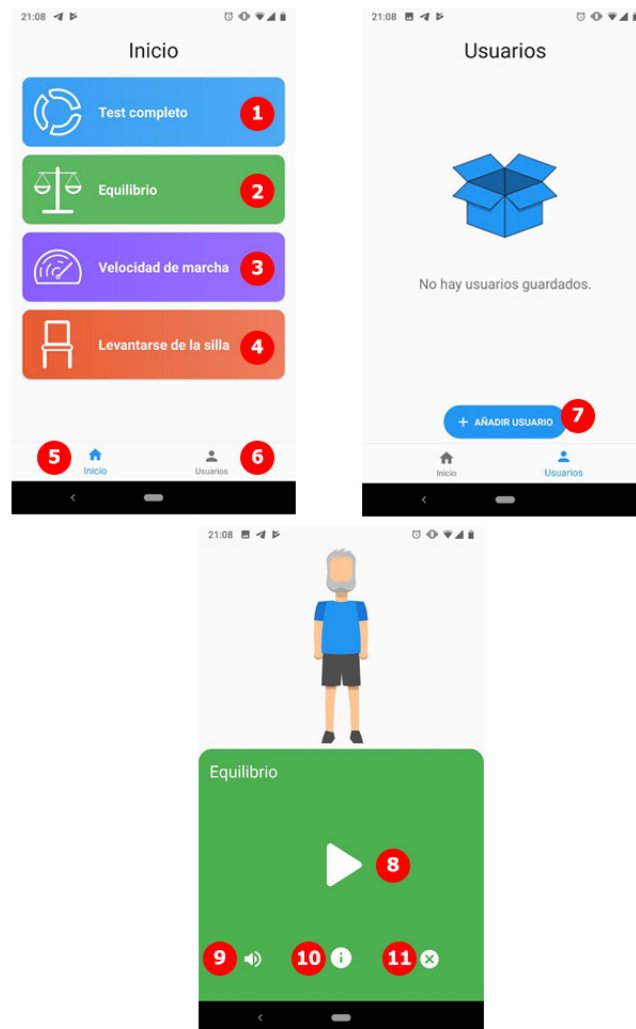 21:08
Inicio
Test completo 1
Equilibrio 2
Velocidad de marcha 3
Levantarse de la silla 4
5 Inicio
Usuarios 6
21:08
Usuarios
No hay usuarios guardados.
+ AÑADIR USUARIO 7
Inicio
Usuarios
21:08
Equilibrio
8
9 10 11